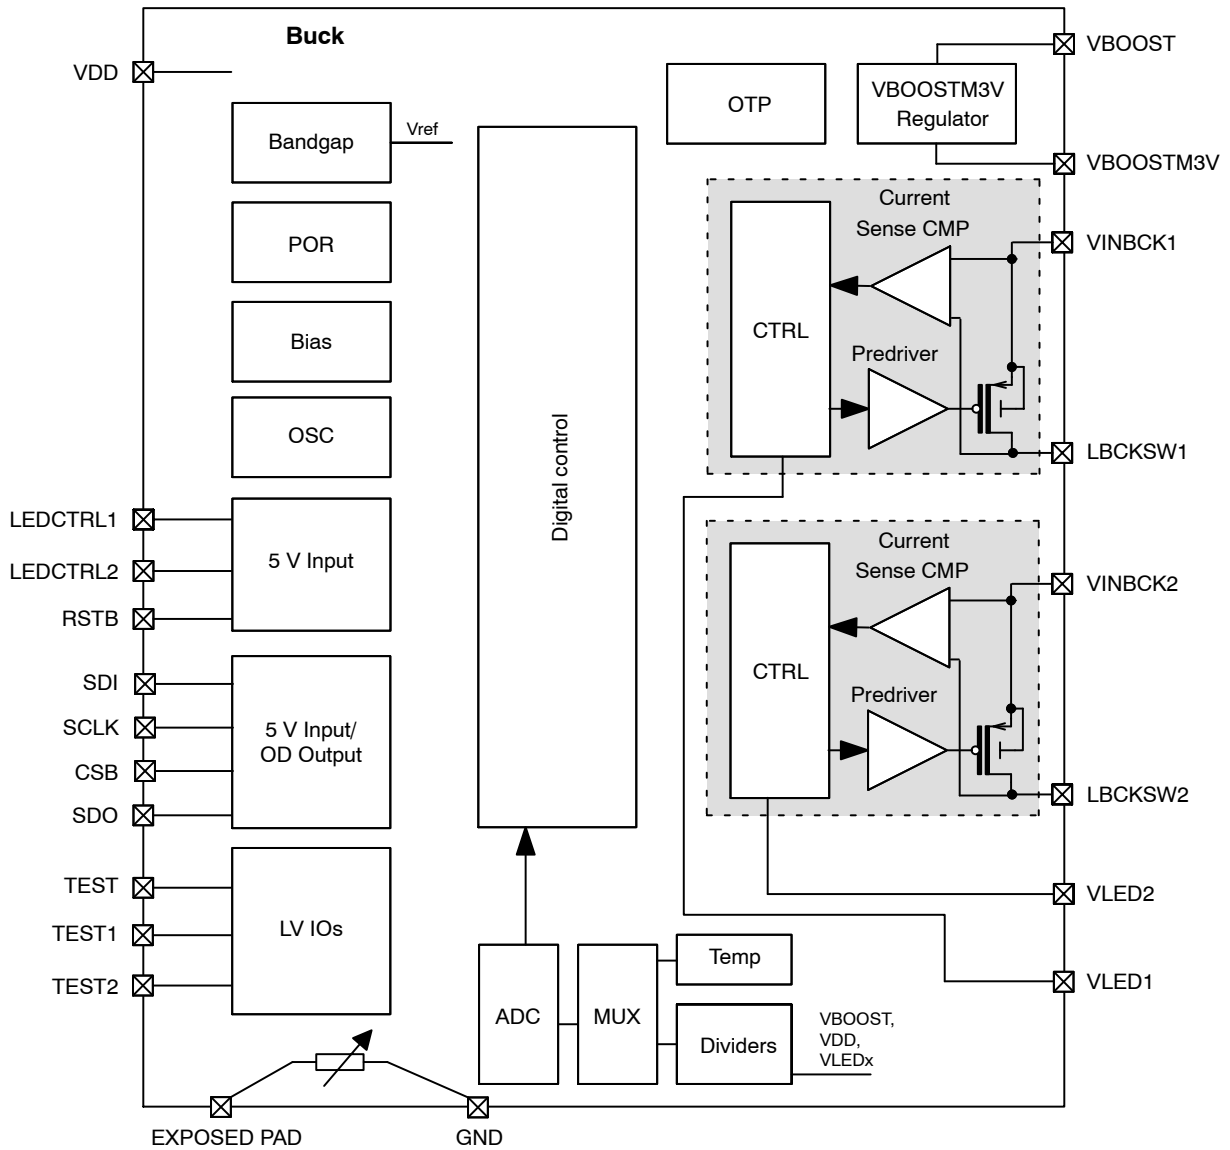 Buck
VDD
Bandgap
Vref
POR
Bias
OSC
LEDCTRL1
LEDCTRL2
RSTB
5 V Input
SDI
SCLK
CSB
SDO
5 V Input/
OD Output
TEST
TEST1
TEST2
LV IOs
EXPOSED PAD
GND
Digital control
ADC
MUX
Temp
Dividers
VBOOST,
VDD,
VLEDx
OTP
VBOOSTM3V
Regulator
VBOOST
VBOOSTM3V
Current
Sense CMP
CTRL
Predriver
VINBCK1
LBCKSW1
Current
Sense CMP
CTRL
Predriver
VINBCK2
LBCKSW2
VLED2
VLED1